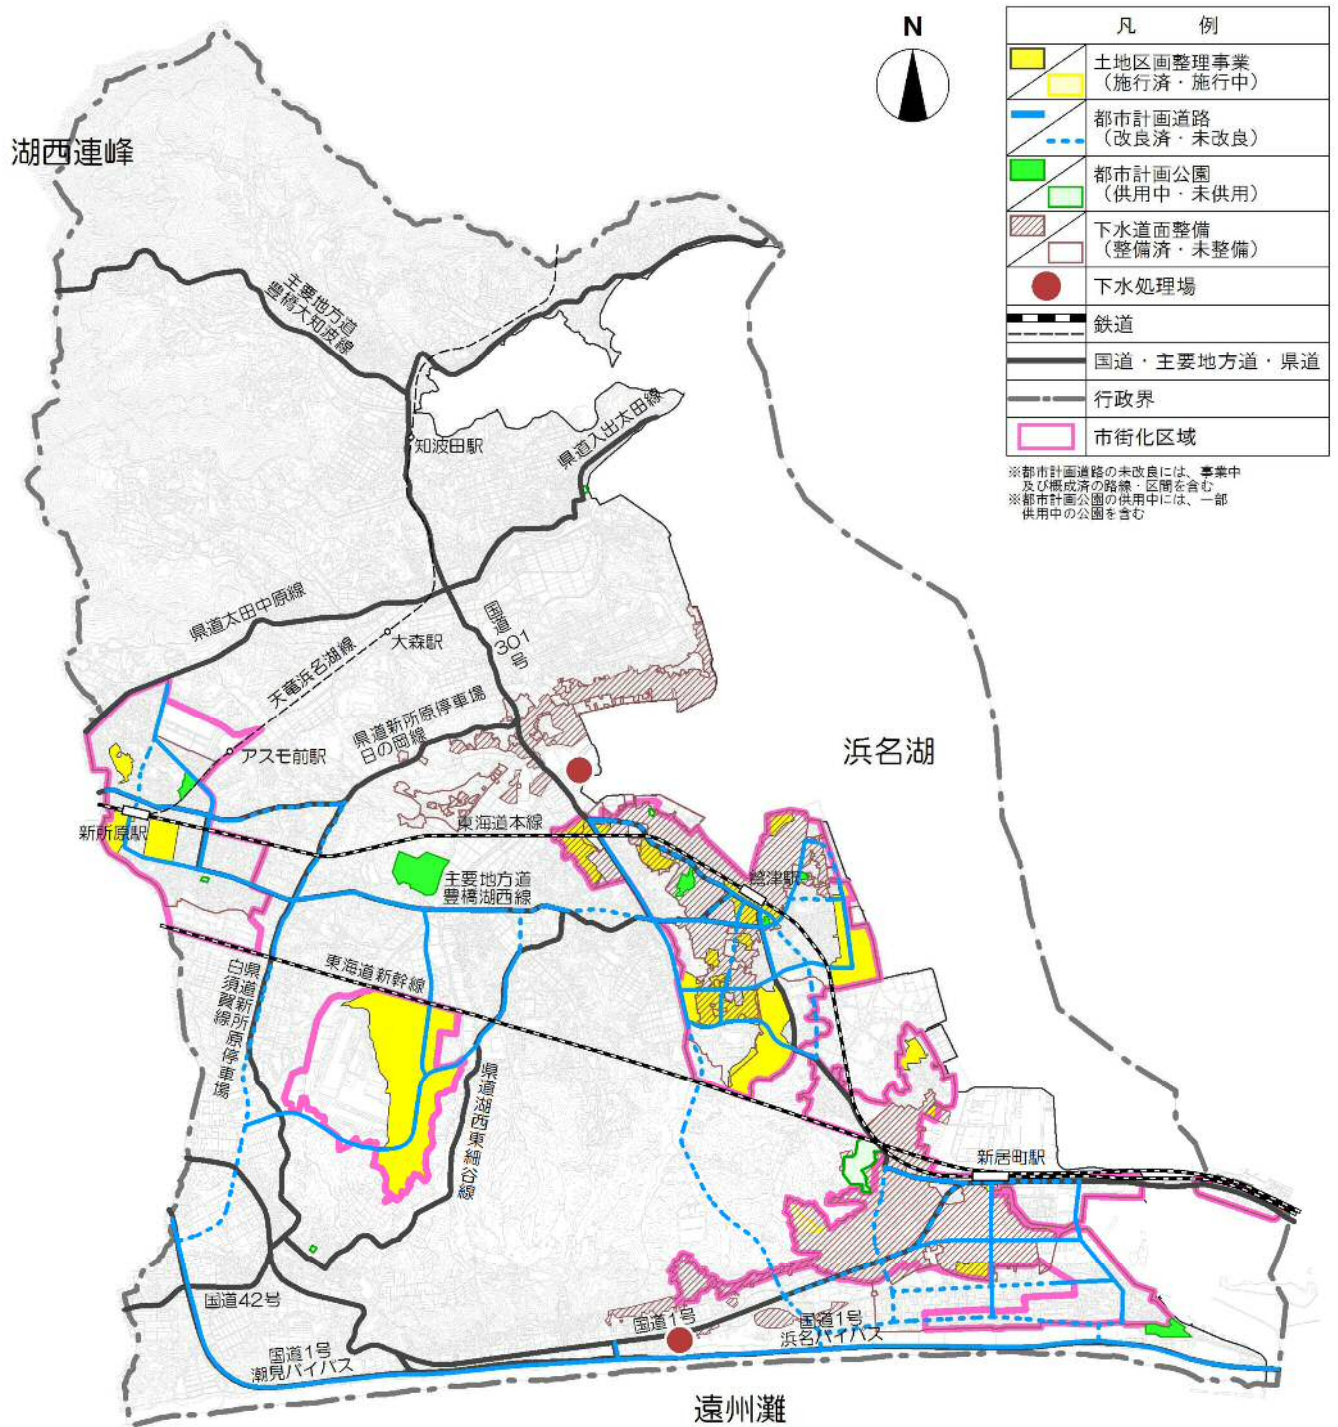 N
凡 例
土地区画整理事業
（施行済・施行中）
都市計画道路
（改良済・未改良）
都市計画公園
（供用中・未供用）
下水道面整備
（整備済・未整備）
下水処理場
鉄道
国道・主要地方道・県道
行政界
市街化区域
※都市計画道路の未改良には、事業中
及び概成済の路線・区間を含む
※都市計画公園の供用中には、一部
供用中の公園を含む
湖西連峰
主要地方道
豊橋大知波線
知波田駅
県道入出太田線
県道太田中原線
国道
301
号
大森駅
天竜浜名湖線
県道新所原停車場
日の岡線
アスモ前駅
浜名湖
新所原駅
東海道本線
鷲津駅
主要地方道
豊橋湖西線
東海道新幹線
県道新所原停車場
白須賀線
県道湖西東細谷線
新居町駅
国道42号
国道1号
国道1号
浜名バイパス
国道1号
潮見バイパス
遠州灘